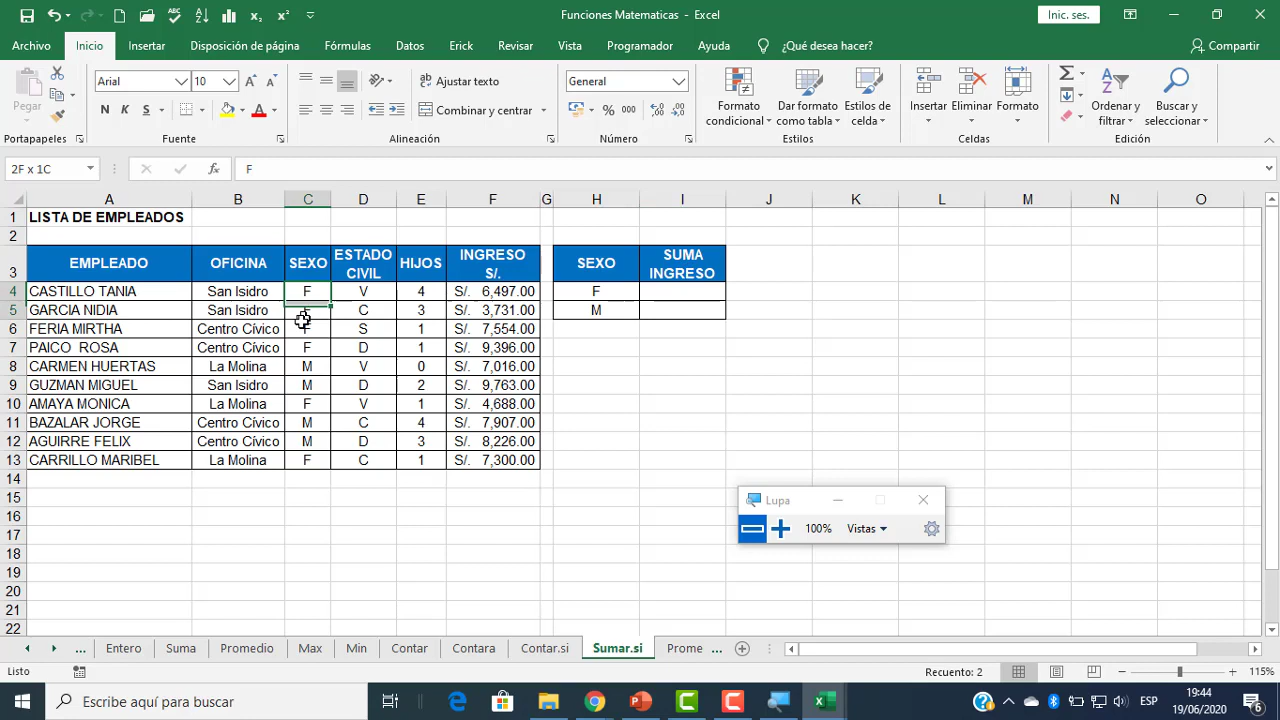 Funciones Matematicas - Excel
Inic. ses.
Archivo Inicio Insertar Disposición de página Fórmulas Datos Erick Revisar Vista Programador Ayuda ¿Qué desea hacer? Compartir
Pegar
Arial 10
N K S
Ajustar texto
Combinar y centrar
General
% 000
Formato condicional
Dar formato como tabla
Estilos de celda
Insertar Eliminar Formato
Ordenar y filtrar
Buscar y seleccionar
Portapapeles Fuente Alineación Número Estilos Celdas Edición
2F x 1C fx F
A B C D E F G H I J K L M N O
1 LISTA DE EMPLEADOS
2
3 EMPLEADO OFICINA SEXO ESTADO CIVIL HIJOS INGRESO S/. SEXO SUMA INGRESO
4 CASTILLO TANIA San Isidro F V 4 S/. 6,497.00 F
5 GARCIA NIDIA San Isidro C 3 S/. 3,731.00 M
6 FERIA MIRTHA Centro Cívico F S 1 S/. 7,554.00
7 PAICO ROSA Centro Cívico F D 1 S/. 9,396.00
8 CARMEN HUERTAS La Molina M V 0 S/. 7,016.00
9 GUZMAN MIGUEL San Isidro M D 2 S/. 9,763.00
10 AMAYA MONICA La Molina F V 1 S/. 4,688.00
11 BAZALAR JORGE Centro Cívico M C 4 S/. 7,907.00
12 AGUIRRE FELIX Centro Cívico M D 3 S/. 8,226.00
13 CARRILLO MARIBEL La Molina F C 1 S/. 7,300.00
14
15
16
17
18
19
20
21
22
Lupa
100% Vistas
... Entero Suma Promedio Max Min Contar Contara Contar.si Sumar.si Prome ...
Listo Recuento: 2 115%
Escribe aquí para buscar
ESP
19:44
19/06/2020
6